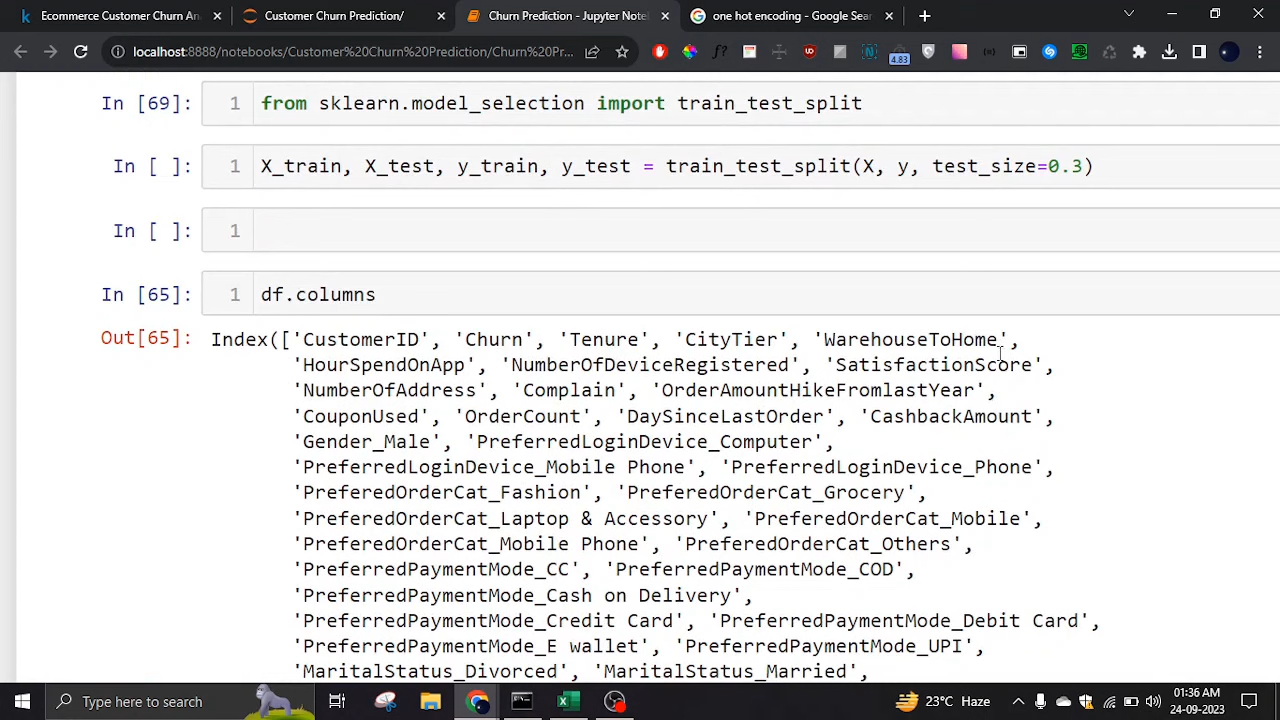 Ecommerce Customer Churn An
Customer Churn Prediction/
Churn Prediction - Jupyter Note
one hot encoding - Google Sear
localhost:8888/notebooks/Customer%20Churn%20Prediction/Churn%20Pr...
4.83
In [69]: 1 from sklearn.model_selection import train_test_split
In [ ]: 1 X_train, X_test, y_train, y_test = train_test_split(X, y, test_size=0.3)
In [ ]: 1
In [65]: 1 df.columns
Out[65]: Index(['CustomerID', 'Churn', 'Tenure', 'CityTier', 'WarehouseToHome',
'HourSpendOnApp', 'NumberOfDeviceRegistered', 'SatisfactionScore',
'NumberOfAddress', 'Complain', 'OrderAmountHikeFromlastYear',
'CouponUsed', 'OrderCount', 'DaySinceLastOrder', 'CashbackAmount',
'Gender_Male', 'PreferredLoginDevice_Computer',
'PreferredLoginDevice_Mobile Phone', 'PreferredLoginDevice_Phone',
'PreferedOrderCat_Fashion', 'PreferedOrderCat_Grocery',
'PreferedOrderCat_Laptop & Accessory', 'PreferedOrderCat_Mobile',
'PreferedOrderCat_Mobile Phone', 'PreferedOrderCat_Others',
'PreferredPaymentMode_CC', 'PreferredPaymentMode_COD',
'PreferredPaymentMode_Cash on Delivery',
'PreferredPaymentMode_Credit Card', 'PreferredPaymentMode_Debit Card',
'PreferredPaymentMode_E wallet', 'PreferredPaymentMode_UPI',
'MaritalStatus_Divorced', 'MaritalStatus_Married',
Type here to search
23°C Haze
ENG
01:36 AM
24-09-2023